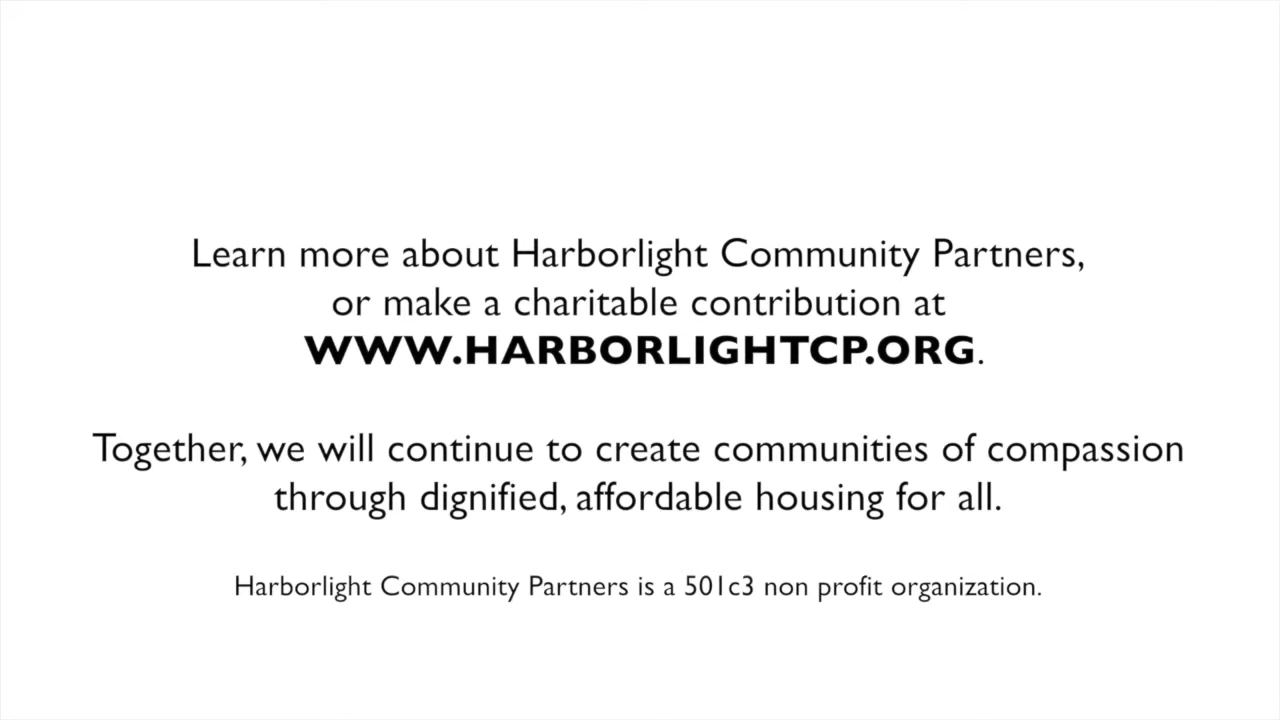 Learn more about Harborlight Community Partners,
or make a charitable contribution at
WWW.HARBORLIGHTCP.ORG.
Together, we will continue to create communities of compassion
through dignified, affordable housing for all.
Harborlight Community Partners is a 501c3 non profit organization.